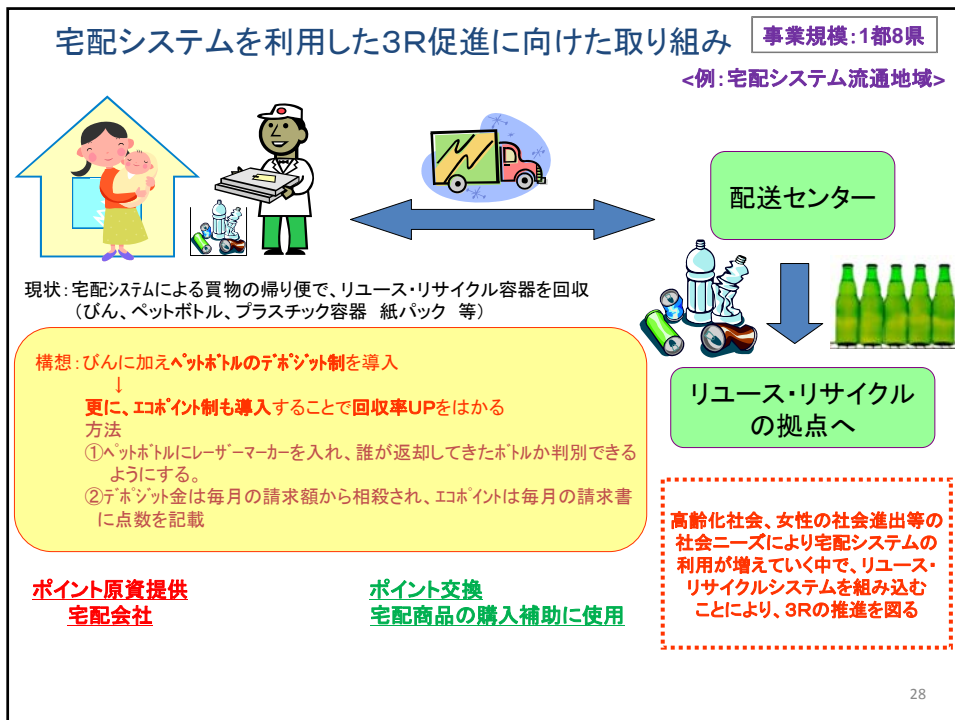 宅配システムを利用した3R促進に向けた取り組み
事業規模:1都8県
<例:宅配システム流通地域>
配送センター
現状:宅配ｼｽﾃﾑによる買物の帰り便で、リユース・リサイクル容器を回収
(びん、ペットボトル、プラスチック容器 紙パック 等)
構想:びんに加えﾍﾟｯﾄﾎﾞﾄﾙのﾃﾞﾎﾟｼﾞｯﾄ制を導入
↓
更に、ｴｺﾎﾟｲﾝﾄ制も導入することで回収率UPをはかる
方法
①ﾍﾟｯﾄﾎﾞﾄﾙにﾚｰｻﾞｰﾏｰｶｰを入れ、誰が返却してきたﾎﾞﾄﾙか判別できる
ようにする。
②ﾃﾞﾎﾟｼﾞｯﾄ金は毎月の請求額から相殺され、ｴｺﾎﾟｲﾝﾄは毎月の請求書
に点数を記載
リユース・リサイクル
の拠点へ
高齢化社会、女性の社会進出等の
社会ニーズにより宅配システムの
利用が増えていく中で、リユース・
リサイクルシステムを組み込む
ことにより、3Rの推進を図る
ポイント原資提供
宅配会社
ポイント交換
宅配商品の購入補助に使用
28